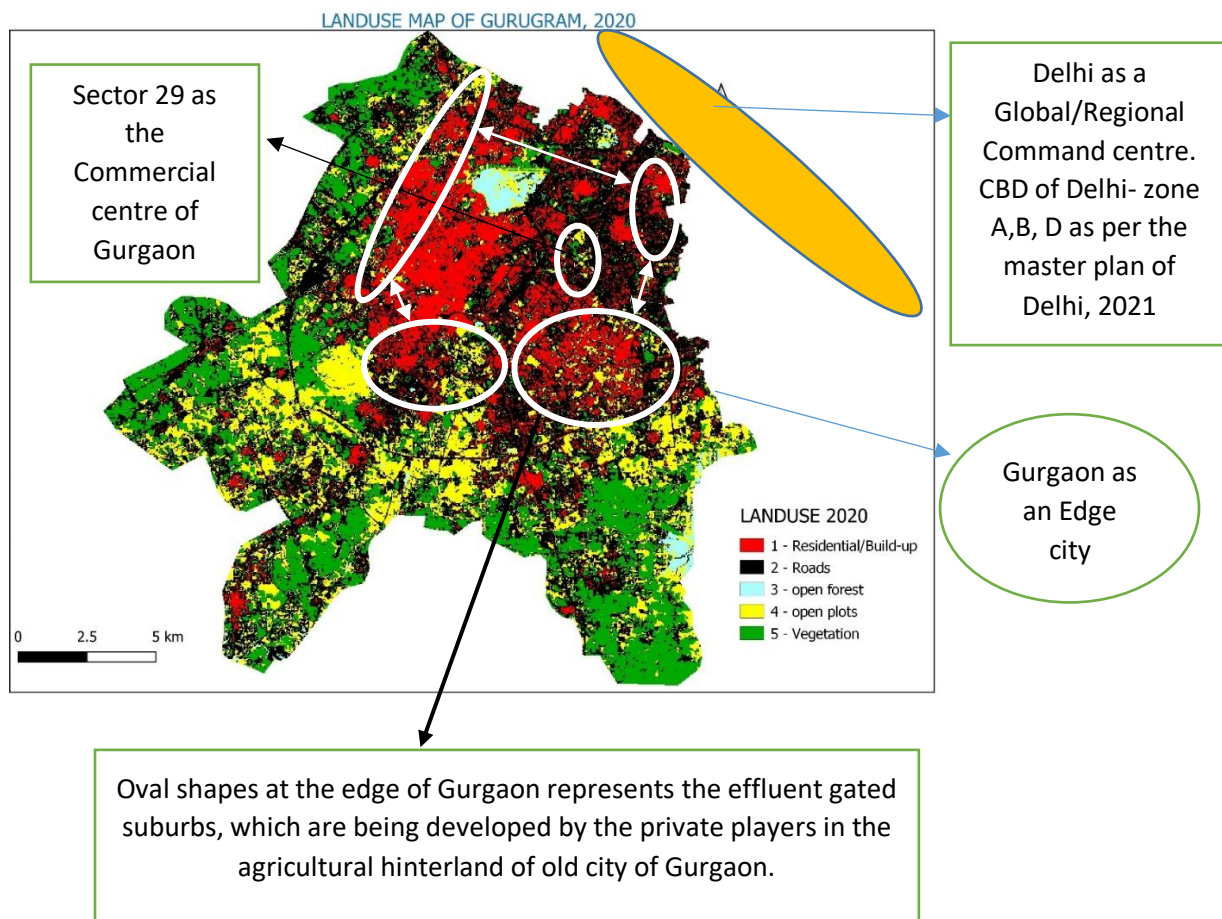 LANDUSE MAP OF GURUGRAM, 2020
Sector 29 as
the
Commercial
centre of
Gurgaon
Delhi as a
Global/Regional
Command centre.
CBD of Delhi- zone
A,B, D as per the
master plan of
Delhi, 2021
Gurgaon as
an Edge
city
LANDUSE 2020
1 - Residential/Build-up
2 - Roads
3 - open forest
4 - open plots
5 - Vegetation
0 2.5 5 km
Oval shapes at the edge of Gurgaon represents the effluent gated
suburbs, which are being developed by the private players in the
agricultural hinterland of old city of Gurgaon.